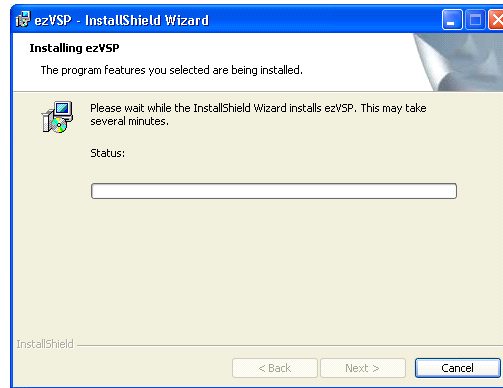 ezVSP - InstallShield Wizard
Installing ezVSP
The program features you selected are being installed.
Please wait while the InstallShield Wizard installs ezVSP. This may take
several minutes.
Status:
InstallShield
< Back Next > Cancel